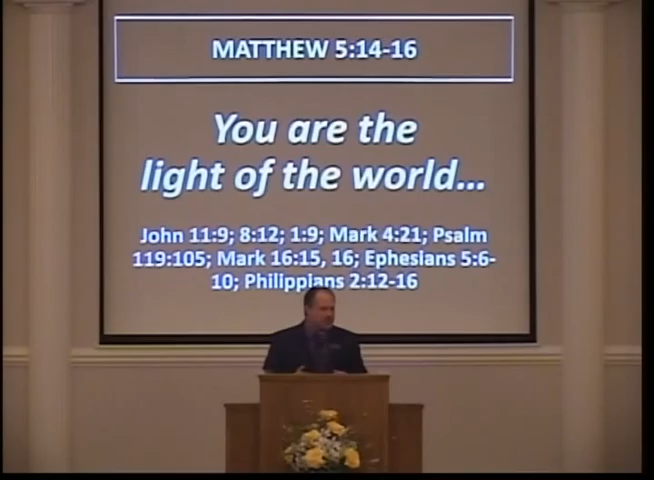 MATTHEW 5:14-16
You are the
light of the world...
John 11:9; 8:12; 1:9; Mark 4:21; Psalm
119:105; Mark 16:15, 16; Ephesians 5:6-
10; Philippians 2:12-16